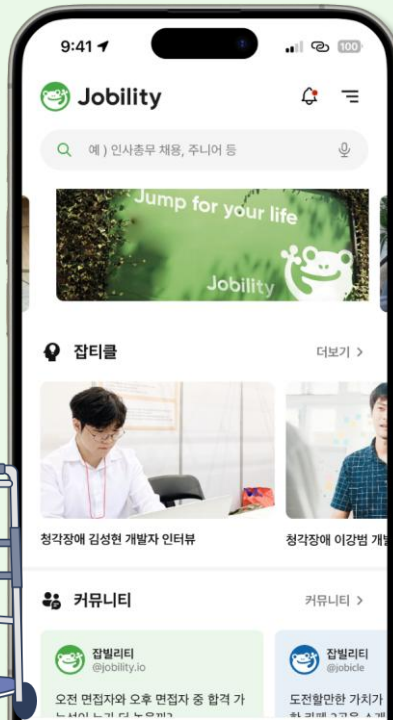 9:41
100
Jobility
예 ) 인사총무 채용, 주니어 등
Jump for your life
Jobility
잡티클
더보기 >
청각장애 김성현 개발자 인터뷰
청각장애 이강범 개발
커뮤니티
커뮤니티 >
잡빌리티
@jobility.io
오전 면접자와 오후 면접자 중 합격 가
잡빌리티
@jobicle
도전할만한 가치가